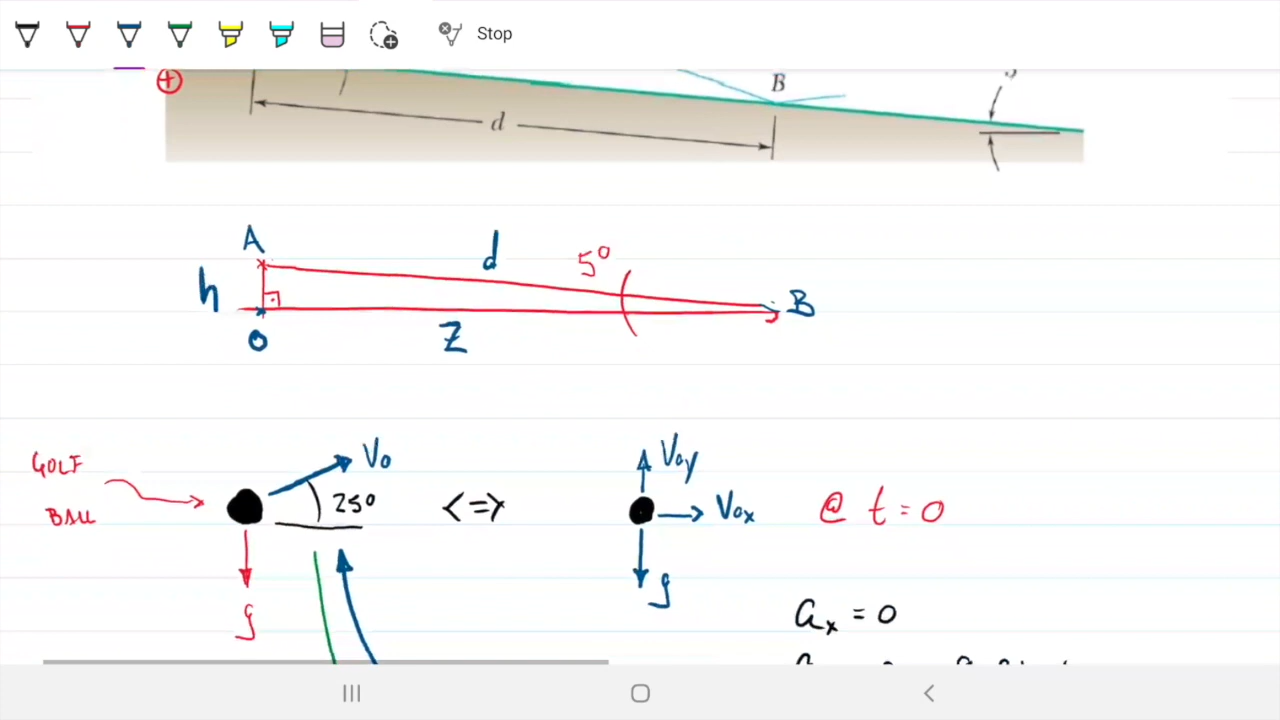 Stop
+
B
d
A
d
5°
h
B
O
Z
GOLF
BALL
V0
25°
<=>
V0y
V0x
@ t = 0
g
g
ax = 0